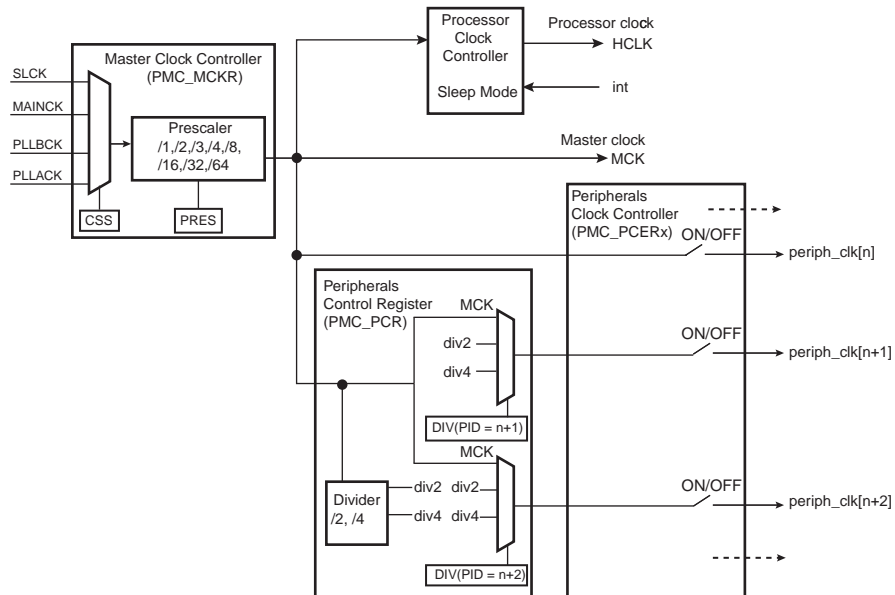 Processor
Clock
Controller
Sleep Mode
Processor clock
HCLK
int
Master Clock Controller
(PMC_MCKR)
SLCK
MAINCK
PLLBCK
PLLACK
Prescaler
/1,/2,/3,/4,/8,
/16,/32,/64
CSS
PRES
Master clock
MCK
Peripherals
Clock Controller
(PMC_PCERx)
ON/OFF
periph_clk[n]
Peripherals
Control Register
(PMC_PCR)
MCK
div2
div4
ON/OFF
periph_clk[n+1]
DIV(PID = n+1)
MCK
Divider
/2, /4
div2 div2
div4 div4
ON/OFF
periph_clk[n+2]
DIV(PID = n+2)